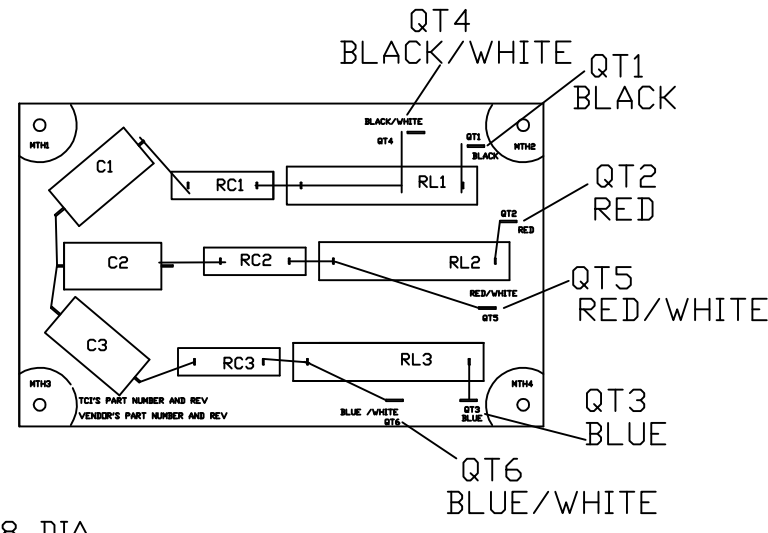 QT4
BLACK/WHITE
QT1
BLACK
BLACK/WHITE
QT4
QT1
BLACK
MTH1
MTH2
C1
RC1
RL1
QT2
RED
QT2
RED
C2
RC2
RL2
QT5
RED/WHITE
RED/WHITE
QT5
C3
RC3
RL3
MTH3
MTH4
TCI'S PART NUMBER AND REV
VENDOR'S PART NUMBER AND REV
BLUE /WHITE
QT6
QT3
BLUE
QT3
BLUE
QT6
BLUE/WHITE
8 DIA